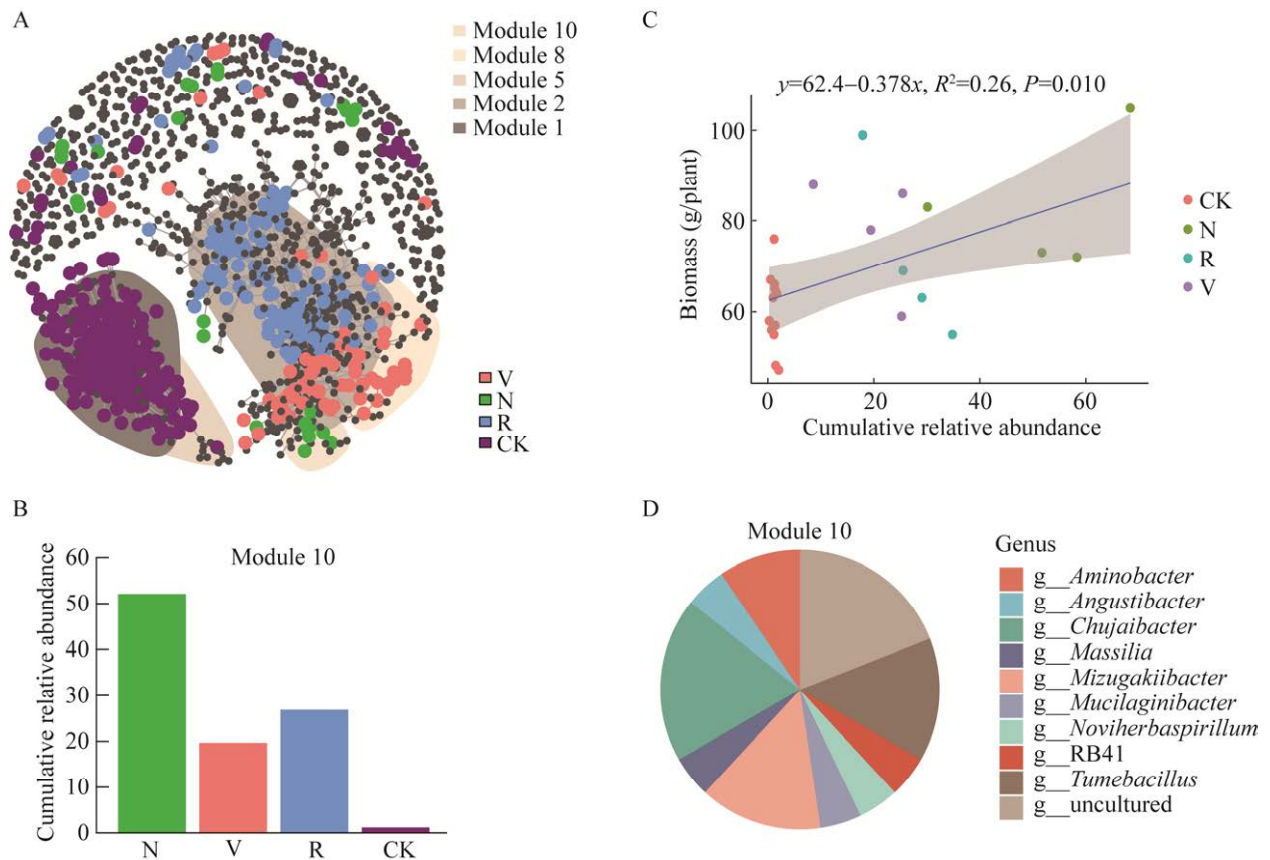 A
Module 10
Module 8
Module 5
Module 2
Module 1
V
N
R
CK
B
Module 10
Cumulative relative abundance
60
50
40
30
20
10
0
N
V
R
CK
C
y=62.4–0.378x, R²=0.26, P=0.010
Biomass (g/plant)
100
80
60
0
20
40
60
Cumulative relative abundance
CK
N
R
V
D
Module 10
Genus
g__Aminobacter
g__Angustibacter
g__Chujaibacter
g__Massilia
g__Mizugakiibacter
g__Mucilaginibacter
g__Noviherbaspirillum
g__RB41
g__Tumebacillus
g__uncultured